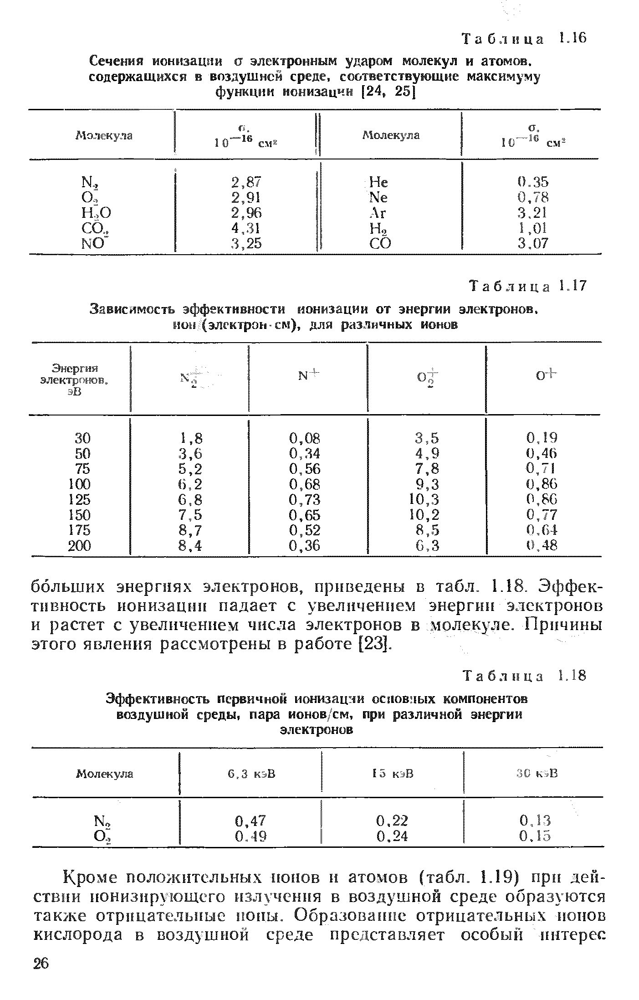 Таблица 1.16
Сечения ионизации σ электронным ударом молекул и атомов,
содержащихся в воздушной среде, соответствующие максимуму
функции ионизации [24, 25]
Молекула | σ, 10⁻¹⁶ см² | Молекула | σ, 10⁻¹⁶ см²
N₂ 2,87 He 0,35
O₂ 2,91 Ne 0,78
H₂O 2,96 Ar 3,21
CO₂ 4,31 H₂ 1,01
NO 3,25 CO 3,07
Таблица 1.17
Зависимость эффективности ионизации от энергии электронов,
ион/(электрон·см), для различных ионов
Энергия
электронов,
эВ
N₂⁺ N⁺ O₂⁺ O⁺
30 1,8 0,08 3,5 0,19
50 3,6 0,34 4,9 0,46
75 5,2 0,56 7,8 0,71
100 6,2 0,68 9,3 0,86
125 6,8 0,73 10,3 0,86
150 7,5 0,65 10,2 0,77
175 8,7 0,52 8,5 0,64
200 8,4 0,36 6,3 0,48
бо́льших энергиях электронов, приведены в табл. 1.18. Эффек-
тивность ионизации падает с увеличением энергии электронов
и растет с увеличением числа электронов в молекуле. Причины
этого явления рассмотрены в работе [23].
Таблица 1.18
Эффективность первичной ионизации основных компонентов
воздушной среды, пара ионов/см, при различной энергии
электронов
Молекула 6,3 кэВ 15 кэВ 30 кэВ
N₂ 0,47 0,22 0,13
O₂ 0,49 0,24 0,15
Кроме положительных ионов и атомов (табл. 1.19) при дей-
ствии ионизирующего излучения в воздушной среде образуются
также отрицательные ионы. Образование отрицательных ионов
кислорода в воздушной среде представляет особый интерес
26